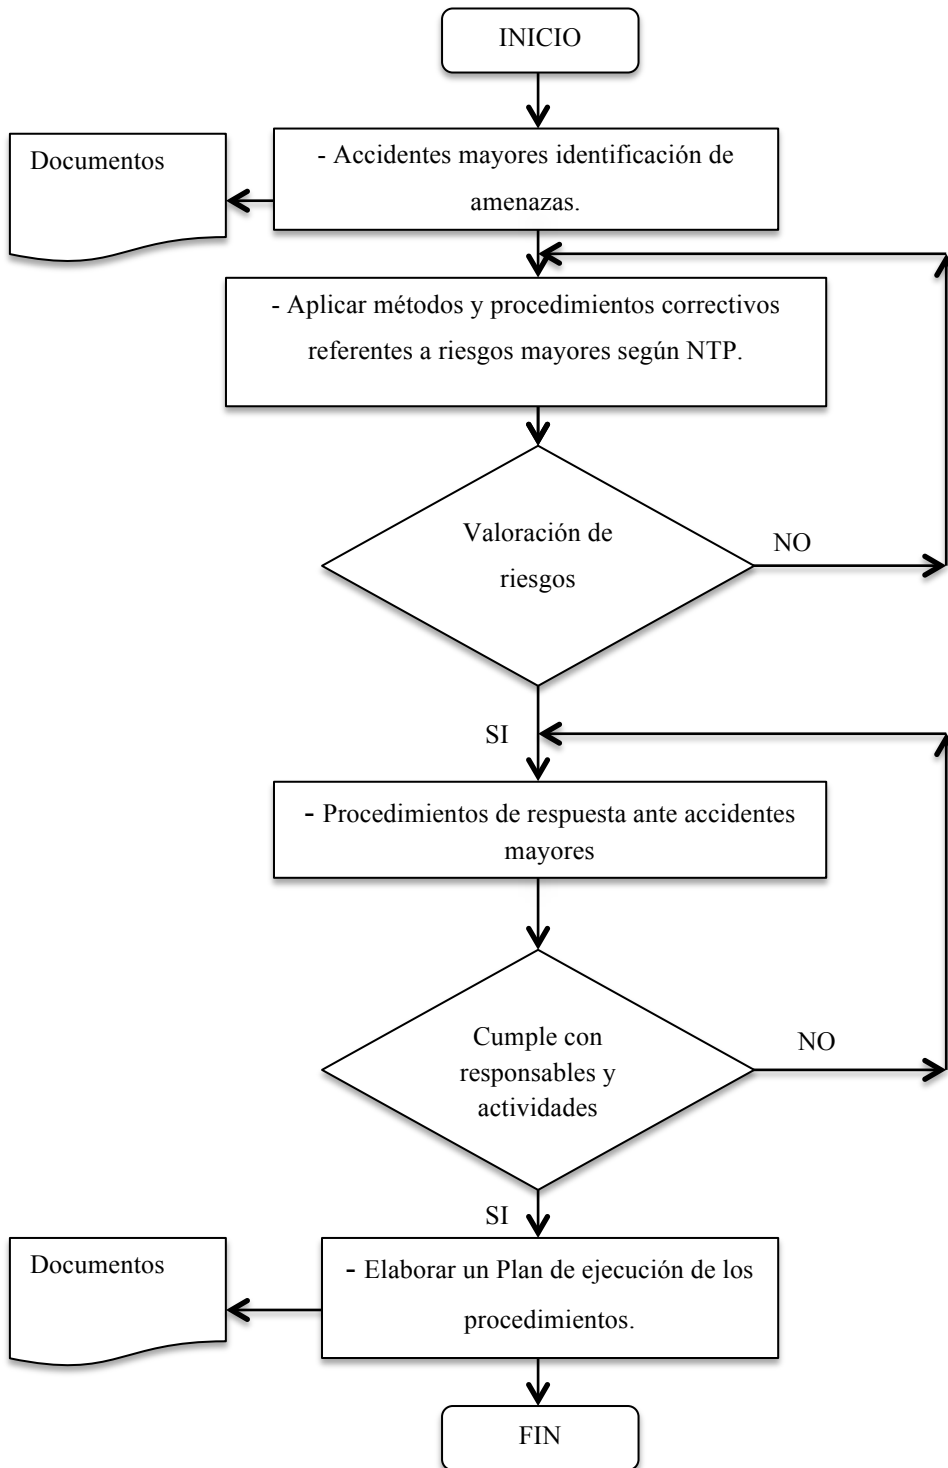 INICIO
Documentos
- Accidentes mayores identificación de
amenazas.
- Aplicar métodos y procedimientos correctivos
referentes a riesgos mayores según NTP.
Valoración de
riesgos
NO
SI
- Procedimientos de respuesta ante accidentes
mayores
Cumple con
responsables y
actividades
NO
SI
Documentos
- Elaborar un Plan de ejecución de los
procedimientos.
FIN